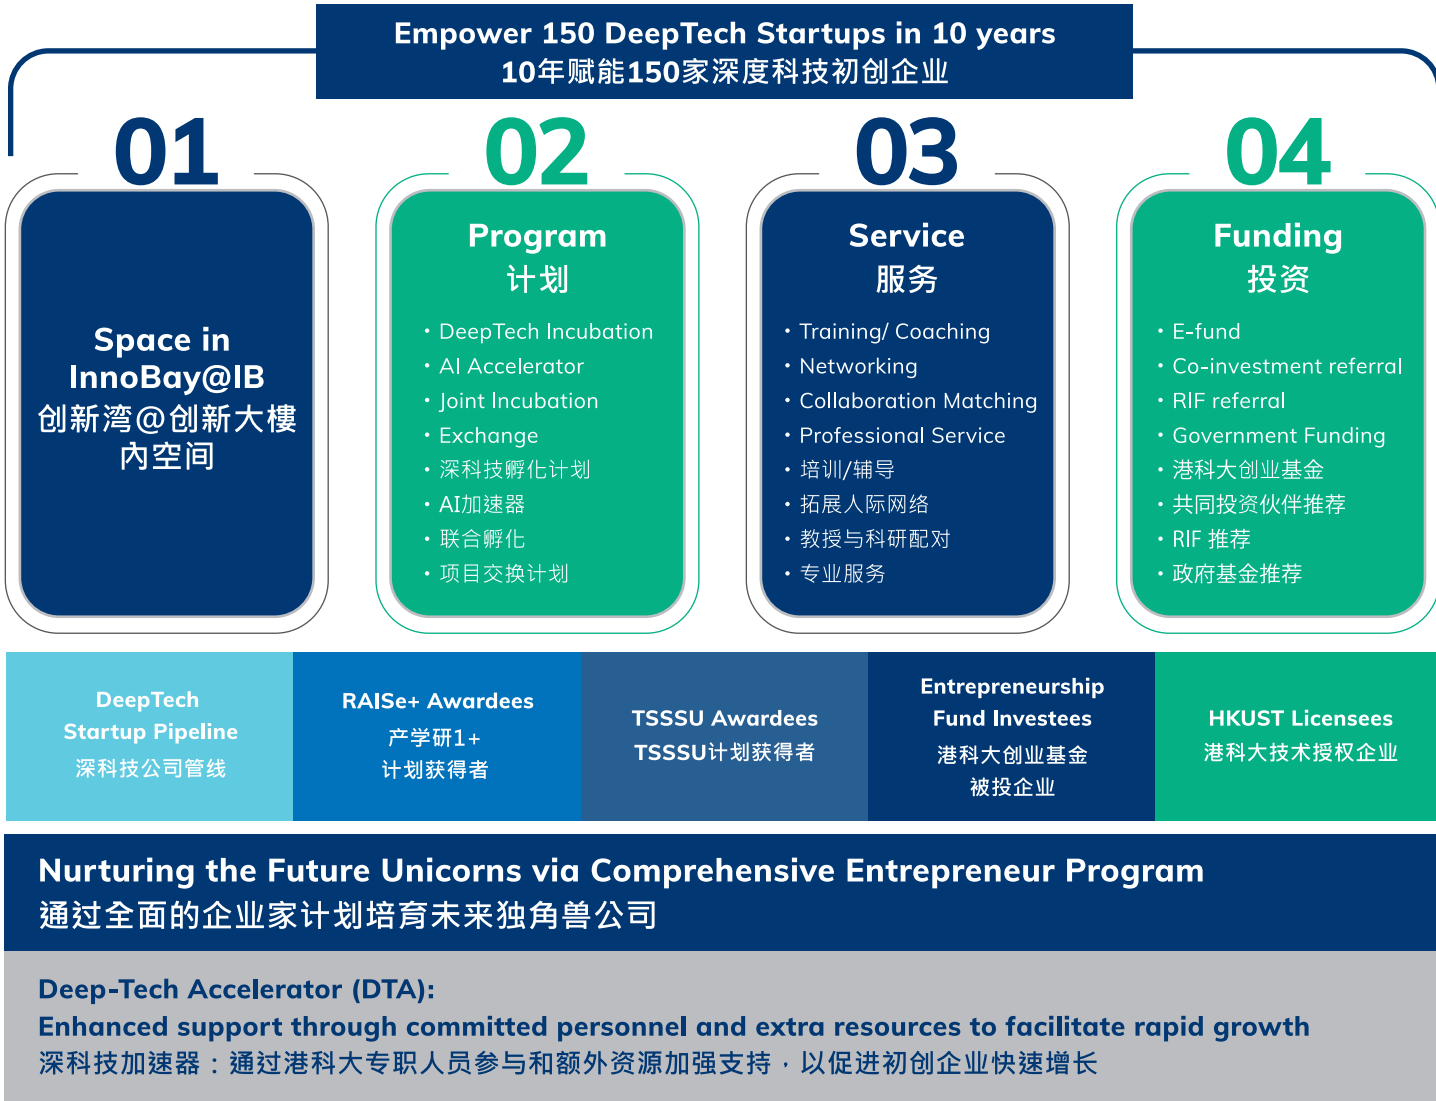 Empower 150 DeepTech Startups in 10 years
10年赋能150家深度科技初创企业
01
Space in
InnoBay@IB
创新湾@创新大樓
內空间
02
Program
计划
· DeepTech Incubation
· AI Accelerator
· Joint Incubation
· Exchange
· 深科技孵化计划
· AI加速器
· 联合孵化
· 项目交换计划
03
Service
服务
· Training/ Coaching
· Networking
· Collaboration Matching
· Professional Service
· 培训/辅导
· 拓展人际网络
· 教授与科研配对
· 专业服务
04
Funding
投资
· E-fund
· Co-investment referral
· RIF referral
· Government Funding
· 港科大创业基金
· 共同投资伙伴推荐
· RIF 推荐
· 政府基金推荐
DeepTech
Startup Pipeline
深科技公司管线
RAISe+ Awardees
产学研1+
计划获得者
TSSSU Awardees
TSSSU计划获得者
Entrepreneurship
Fund Investees
港科大创业基金
被投企业
HKUST Licensees
港科大技术授权企业
Nurturing the Future Unicorns via Comprehensive Entrepreneur Program
通过全面的企业家计划培育未来独角兽公司
Deep-Tech Accelerator (DTA):
Enhanced support through committed personnel and extra resources to facilitate rapid growth
深科技加速器：通过港科大专职人员参与和额外资源加强支持，以促进初创企业快速增长